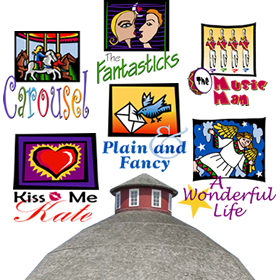 Carousel
The
Fantasticks
The
Music
Man
Kiss Me
Kate
Plain and
&
Fancy
A
Wonderful
Life